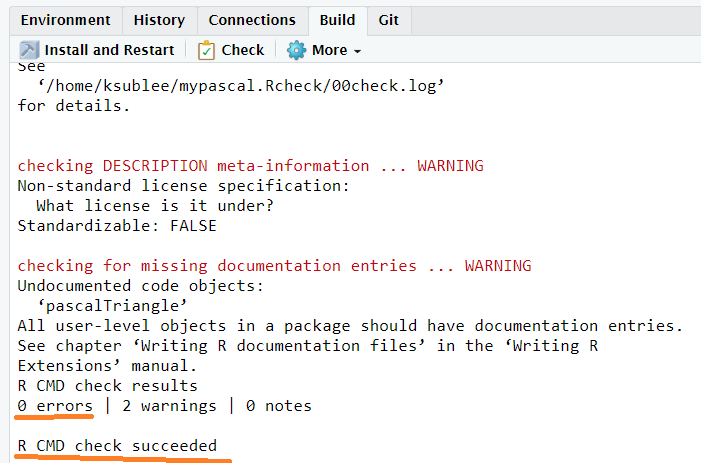 Environment History Connections Build Git
Install and Restart Check More
See
‘/home/ksublee/mypascal.Rcheck/00check.log’
for details.
checking DESCRIPTION meta-information ... WARNING
Non-standard license specification:
What license is it under?
Standardizable: FALSE
checking for missing documentation entries ... WARNING
Undocumented code objects:
‘pascalTriangle’
All user-level objects in a package should have documentation entries.
See chapter ‘Writing R documentation files’ in the ‘Writing R
Extensions’ manual.
R CMD check results
0 errors | 2 warnings | 0 notes
R CMD check succeeded